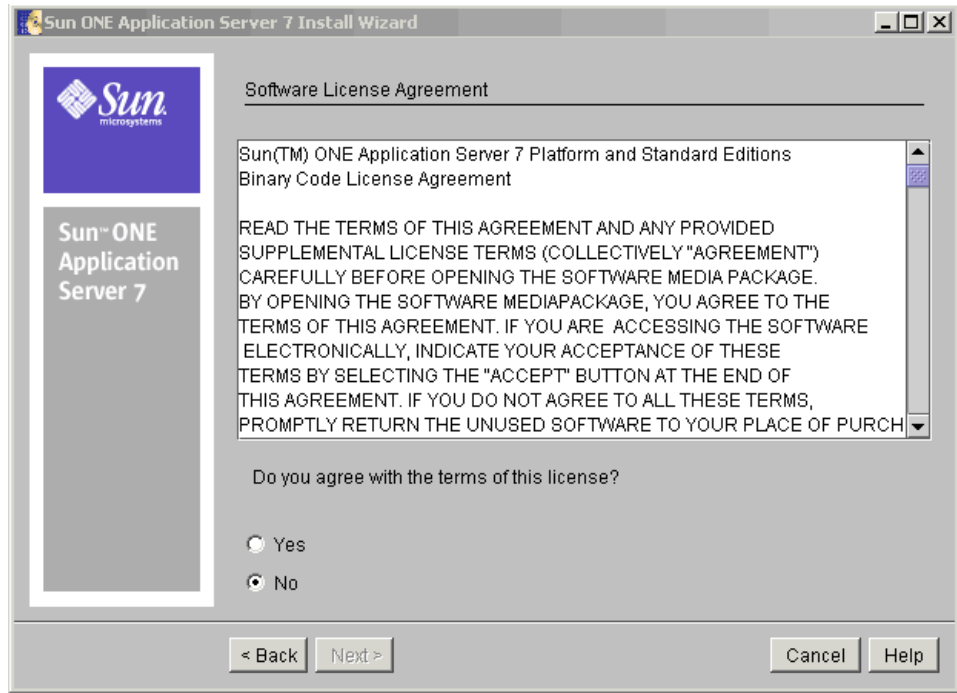 Sun ONE Application Server 7 Install Wizard
Sun
microsystems
Sun™ ONE
Application
Server 7
Software License Agreement
Sun(TM) ONE Application Server 7 Platform and Standard Editions
Binary Code License Agreement
READ THE TERMS OF THIS AGREEMENT AND ANY PROVIDED
SUPPLEMENTAL LICENSE TERMS (COLLECTIVELY "AGREEMENT")
CAREFULLY BEFORE OPENING THE SOFTWARE MEDIA PACKAGE.
BY OPENING THE SOFTWARE MEDIAPACKAGE, YOU AGREE TO THE
TERMS OF THIS AGREEMENT. IF YOU ARE  ACCESSING THE SOFTWARE
ELECTRONICALLY, INDICATE YOUR ACCEPTANCE OF THESE
TERMS BY SELECTING THE "ACCEPT" BUTTON AT THE END OF
THIS AGREEMENT. IF YOU DO NOT AGREE TO ALL THESE TERMS,
PROMPTLY RETURN THE UNUSED SOFTWARE TO YOUR PLACE OF PURCH
Do you agree with the terms of this license?
Yes
No
< Back
Next >
Cancel
Help